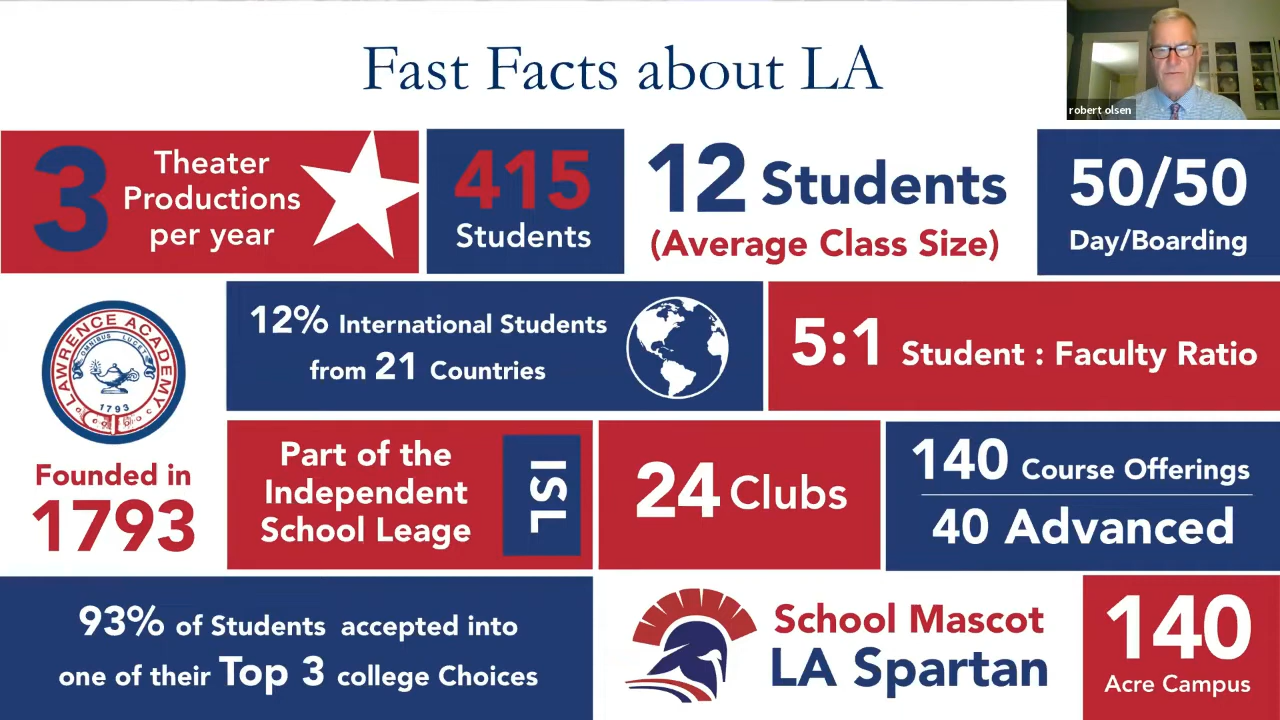 Fast Facts about LA
robert olsen
3
Theater
Productions
per year
415
Students
12 Students
(Average Class Size)
50/50
Day/Boarding
LAWRENCE ACADEMY
OMNIBUS LUCET
1793
Founded in
1793
12% International Students
from 21 Countries
5:1 Student : Faculty Ratio
Part of the
Independent
School Leage
ISL
24 Clubs
140 Course Offerings
40 Advanced
93% of Students accepted into
one of their Top 3 college Choices
School Mascot
LA Spartan
140
Acre Campus